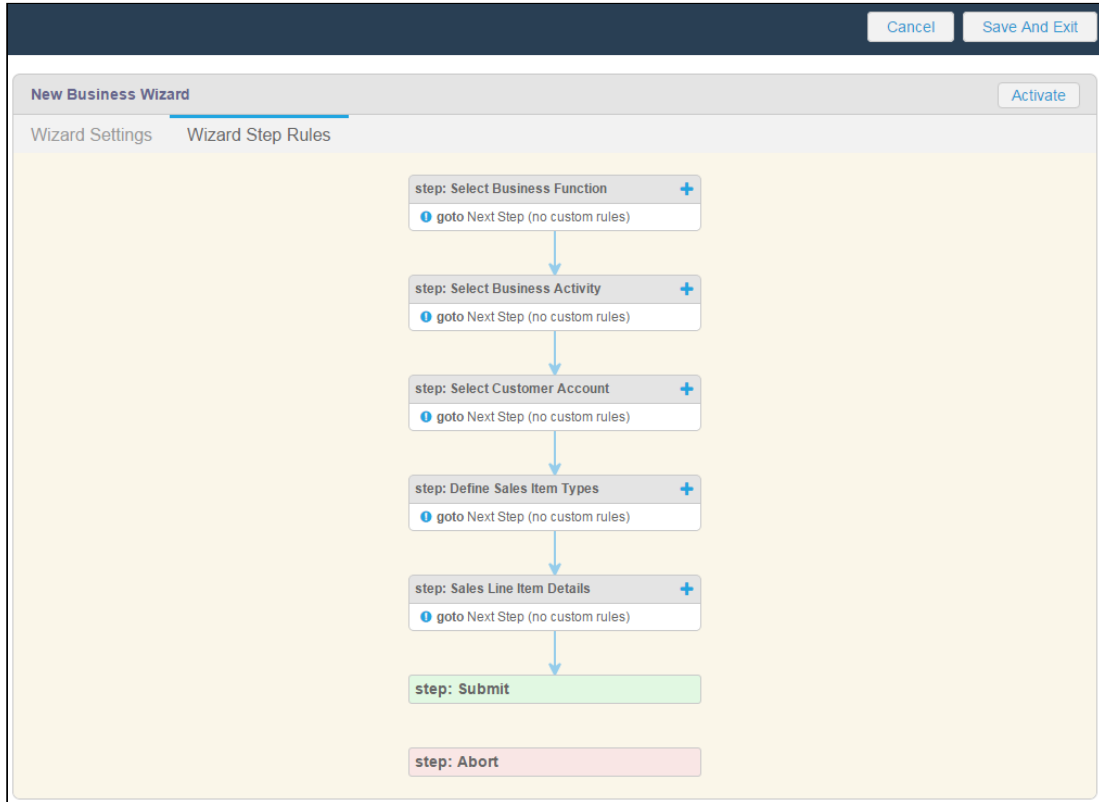 Cancel Save And Exit
New Business Wizard Activate
Wizard Settings Wizard Step Rules
step: Select Business Function
goto Next Step (no custom rules)
step: Select Business Activity
goto Next Step (no custom rules)
step: Select Customer Account
goto Next Step (no custom rules)
step: Define Sales Item Types
goto Next Step (no custom rules)
step: Sales Line Item Details
goto Next Step (no custom rules)
step: Submit
step: Abort